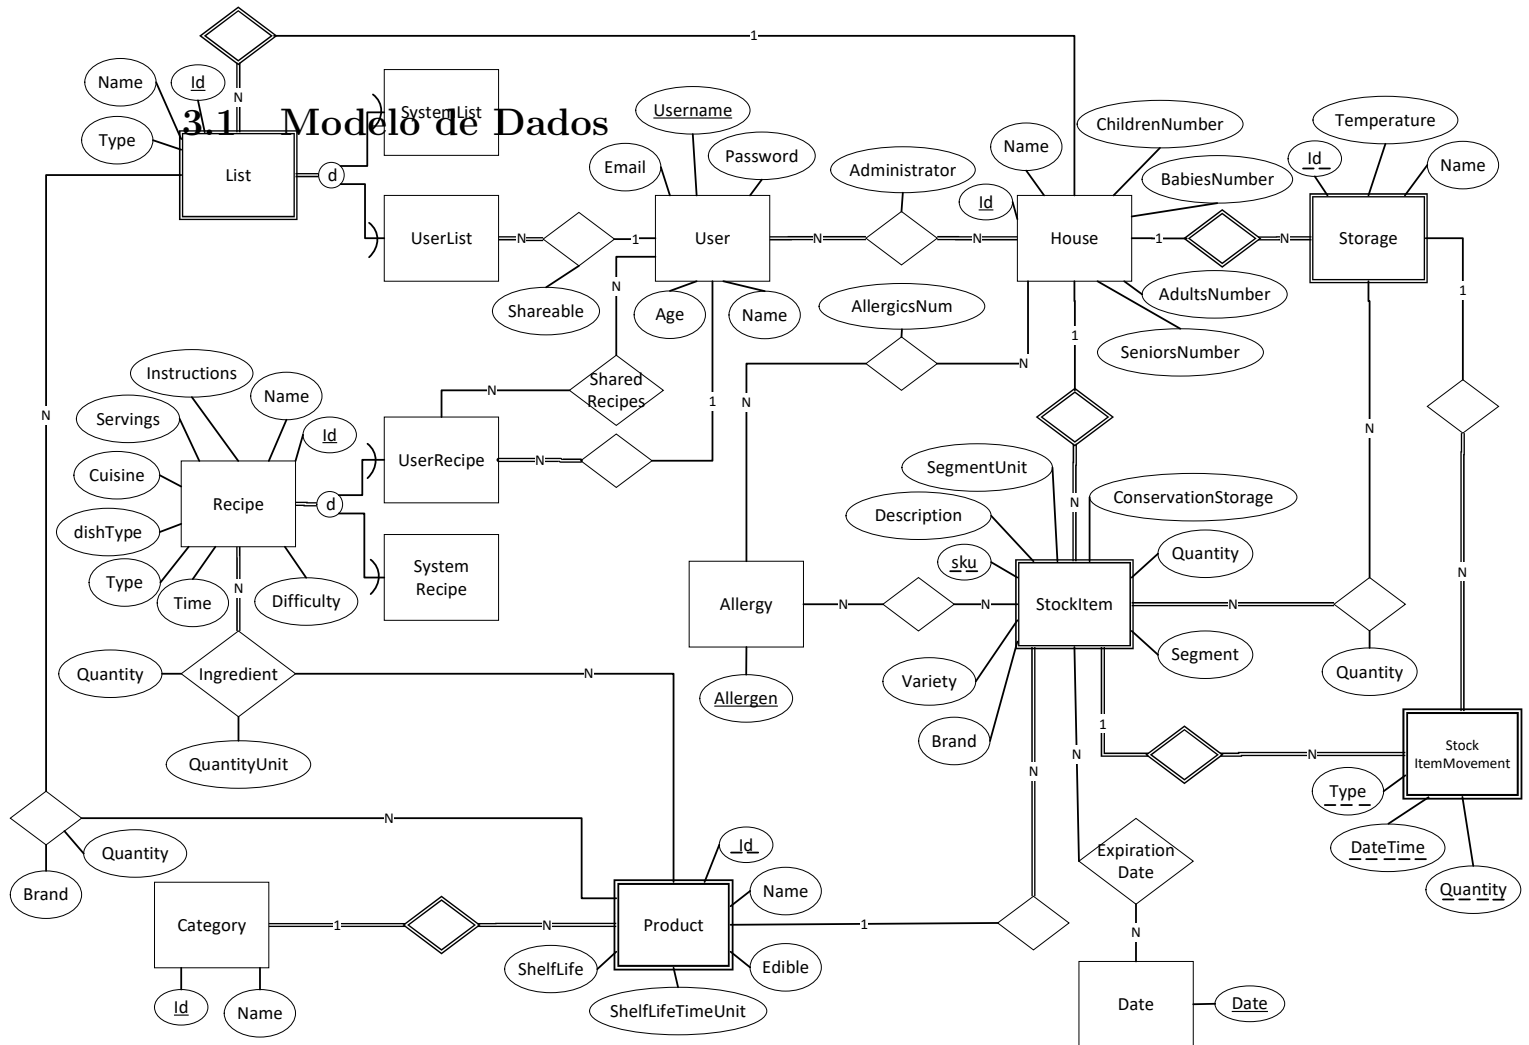 1
Name
Id
N
SystemList
3.1 Modelo de Dados
Username
ChildrenNumber
Temperature
Type
Name
Id
Name
Email
Password
Administrator
BabiesNumber
List
d
Id
UserList
N
1
User
N
N
House
1
N
Storage
Shareable
N
Age
Name
AllergicsNum
AdultsNumber
1
1
SeniorsNumber
Instructions
Name
Shared
Recipes
N
N
N
1
N
Servings
Id
N
Cuisine
UserRecipe
N
SegmentUnit
ConservationStorage
Recipe
d
Description
N
dishType
Quantity
sku
Type
Time
Difficulty
N
System
Recipe
N
Allergy
N
N
StockItem
N
Quantity
Ingredient
N
Quantity
Segment
Variety
Allergen
QuantityUnit
Brand
1
N
N
N
Stock
ItemMovement
Type
DateTime
Quantity
N
Quantity
Brand
Id
Name
Expiration
Date
Category
1
N
Product
1
N
ShelfLife
Edible
Id
Name
ShelfLifeTimeUnit
Date
Date